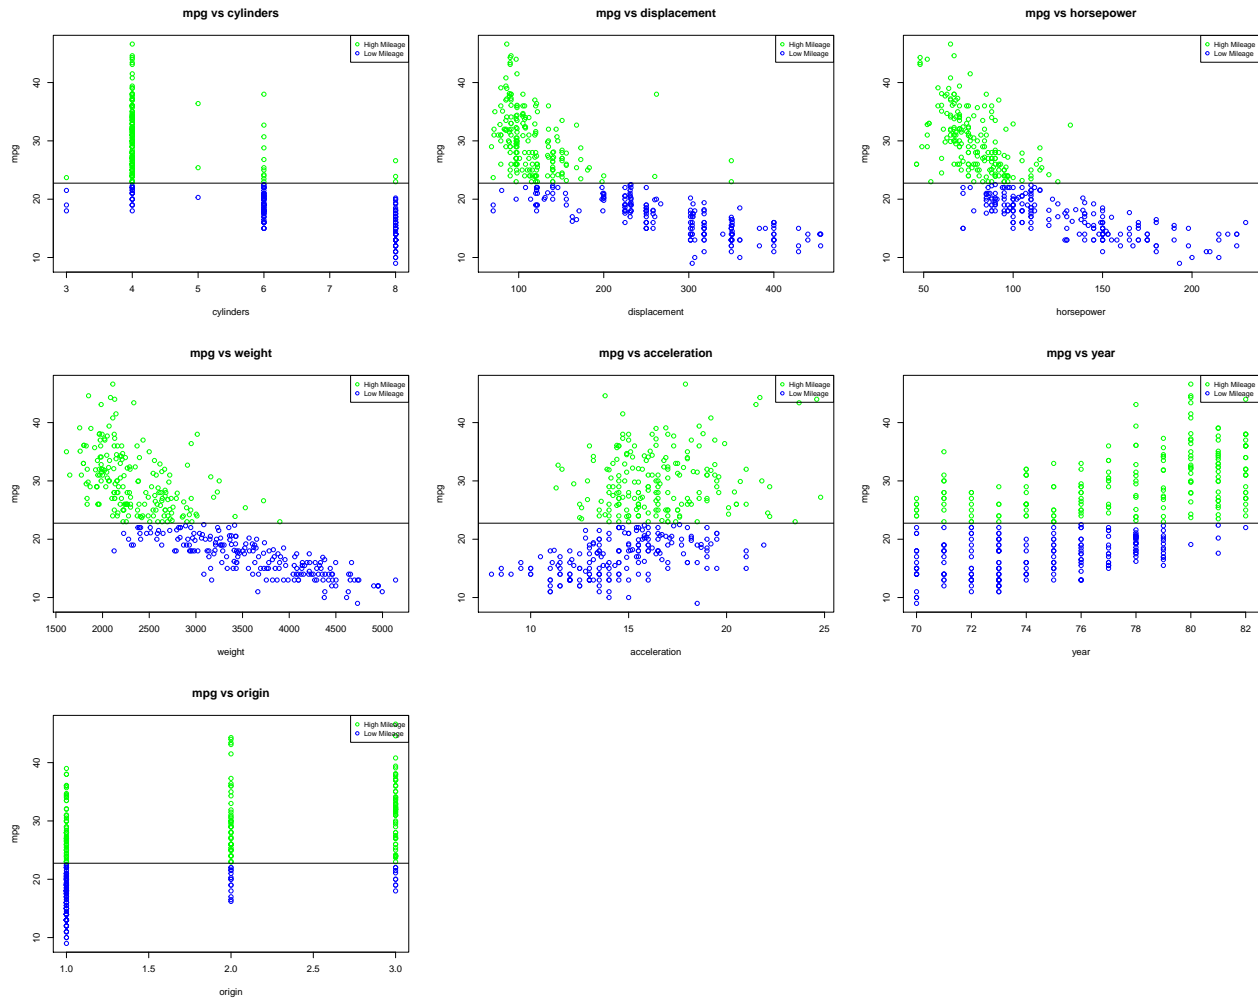 mpg vs cylinders
High Mileage
Low Mileage
mpg
10
20
30
40
3
4
5
6
7
8
cylinders
mpg vs displacement
High Mileage
Low Mileage
mpg
10
20
30
40
100
200
300
400
displacement
mpg vs horsepower
High Mileage
Low Mileage
mpg
10
20
30
40
50
100
150
200
horsepower
mpg vs weight
High Mileage
Low Mileage
mpg
10
20
30
40
1500
2000
2500
3000
3500
4000
4500
5000
weight
mpg vs acceleration
High Mileage
Low Mileage
mpg
10
20
30
40
10
15
20
25
acceleration
mpg vs year
High Mileage
Low Mileage
mpg
10
20
30
40
70
72
74
76
78
80
82
year
mpg vs origin
High Mileage
Low Mileage
mpg
10
20
30
40
1.0
1.5
2.0
2.5
3.0
origin